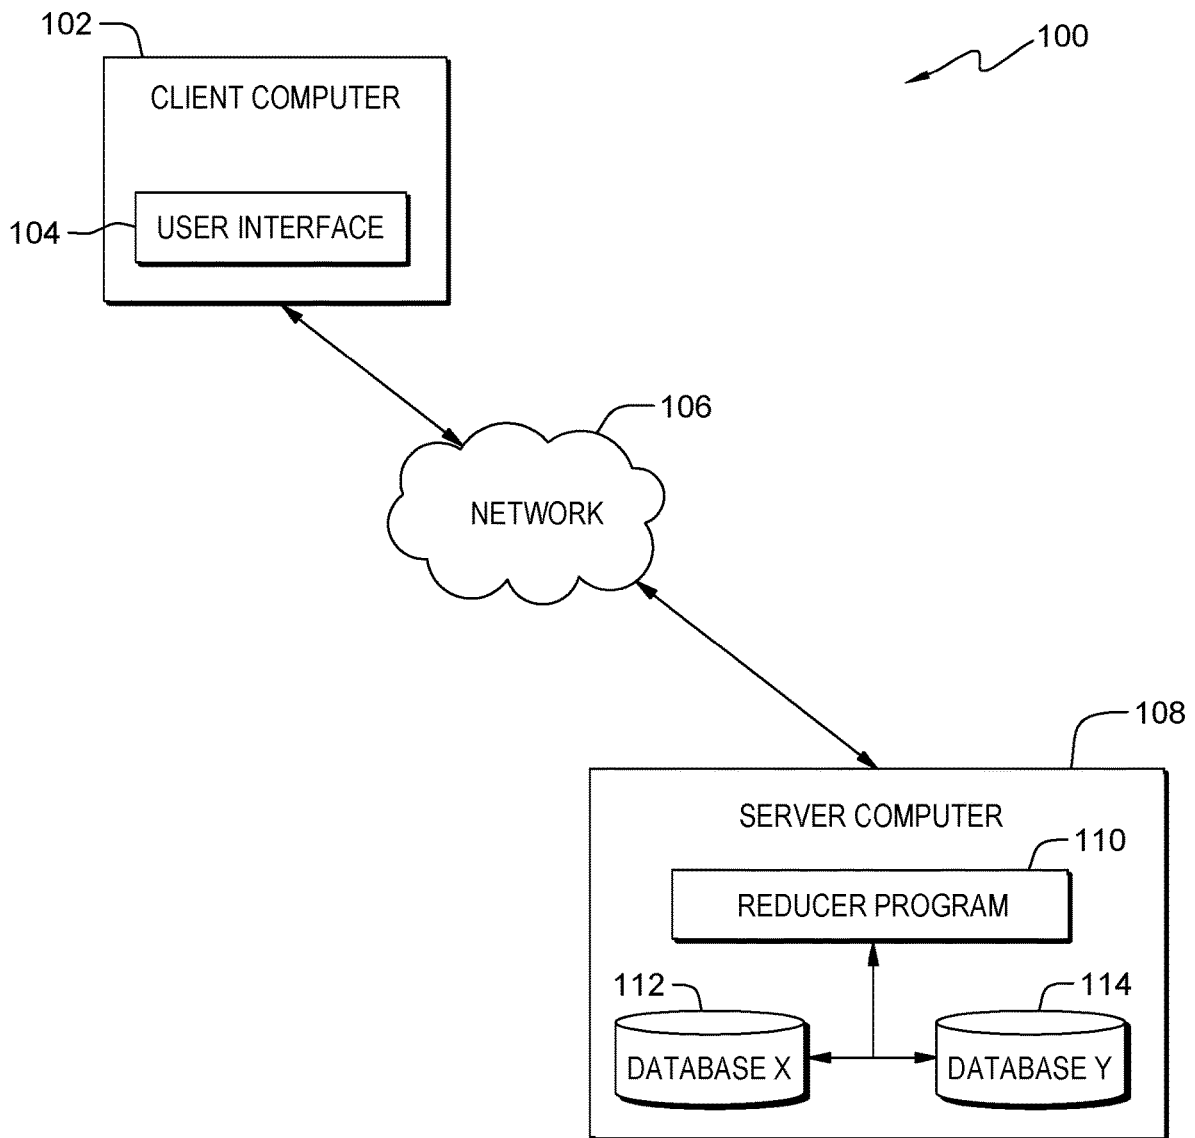 102
100
CLIENT COMPUTER
104
USER INTERFACE
106
NETWORK
108
SERVER COMPUTER
110
REDUCER PROGRAM
112
114
DATABASE X
DATABASE Y